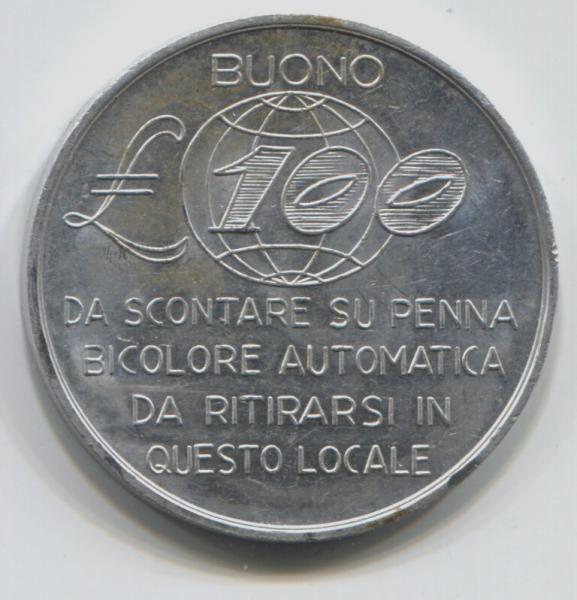 BUONO
£ 100
DA SCONTARE SU PENNA
BICOLORE AUTOMATICA
DA RITIRARSI IN
QUESTO LOCALE